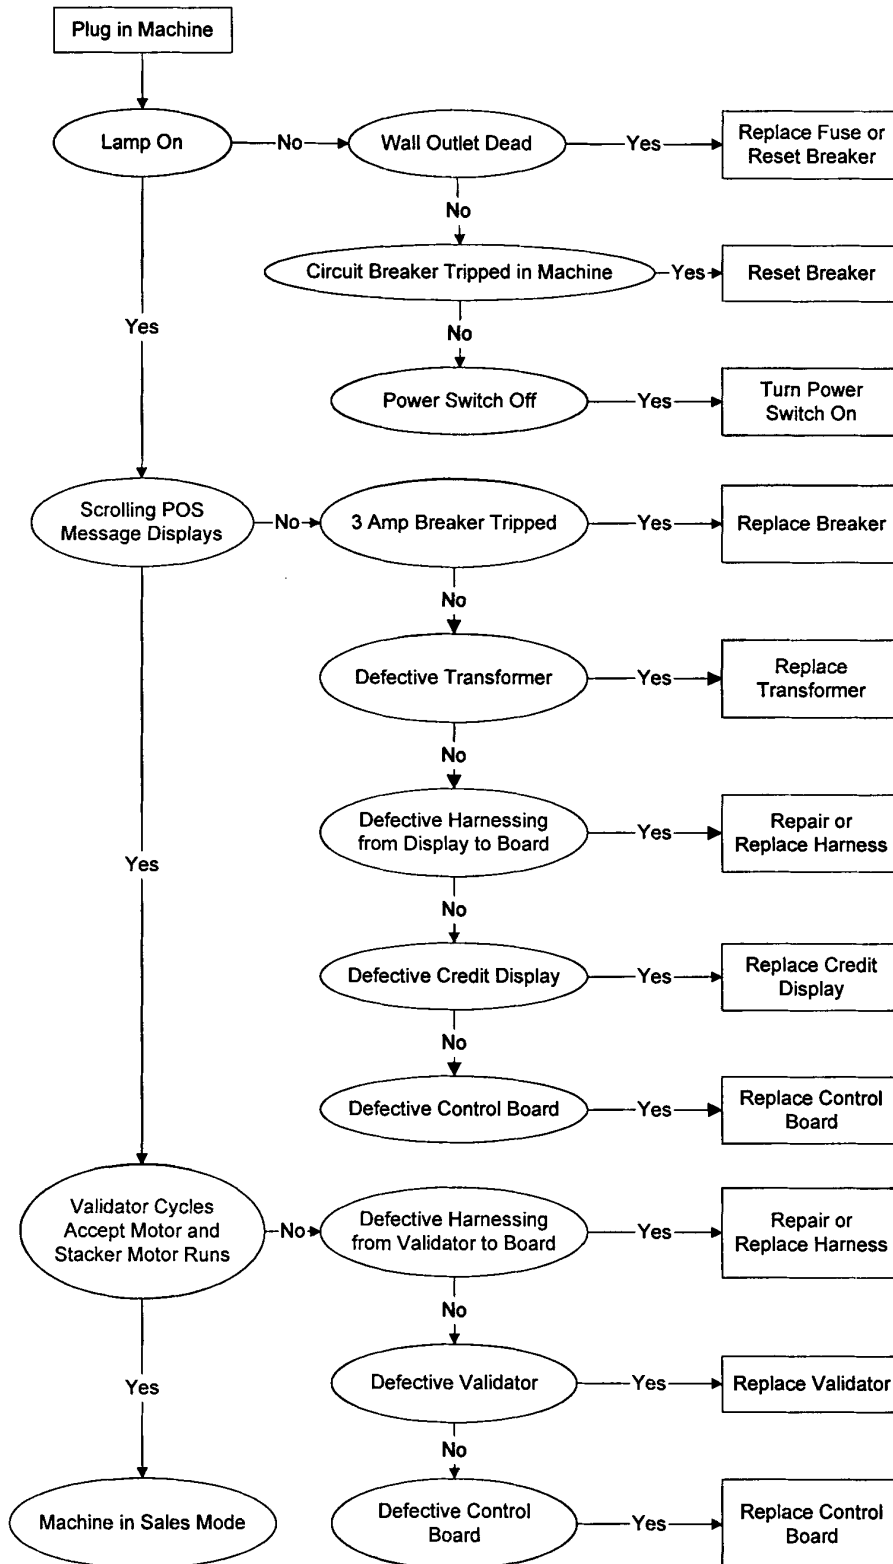 Plug in Machine
Lamp On
No
Wall Outlet Dead
Yes
Replace Fuse or
Reset Breaker
No
Circuit Breaker Tripped in Machine
Yes
Reset Breaker
Yes
No
Power Switch Off
Yes
Turn Power
Switch On
Scrolling POS
Message Displays
No
3 Amp Breaker Tripped
Yes
Replace Breaker
No
Defective Transformer
Yes
Replace
Transformer
No
Defective Harnessing
from Display to Board
Yes
Repair or
Replace Harness
Yes
No
Defective Credit Display
Yes
Replace Credit
Display
No
Defective Control Board
Yes
Replace Control
Board
Validator Cycles
Accept Motor and
Stacker Motor Runs
No
Defective Harnessing
from Validator to Board
Yes
Repair or
Replace Harness
No
Yes
Defective Validator
Yes
Replace Validator
No
Machine in Sales Mode
Defective Control
Board
Yes
Replace Control
Board